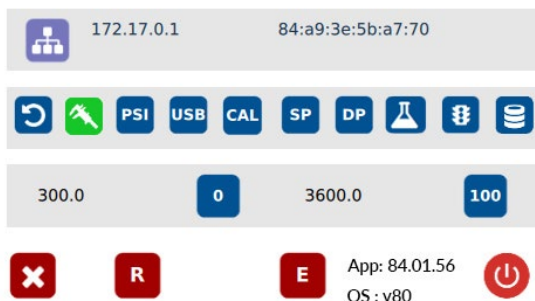 172.17.0.1 84:a9:3e:5b:a7:70
PSI USB CAL SP DP
300.0 0 3600.0 100
R E App: 84.01.56
OS : v80